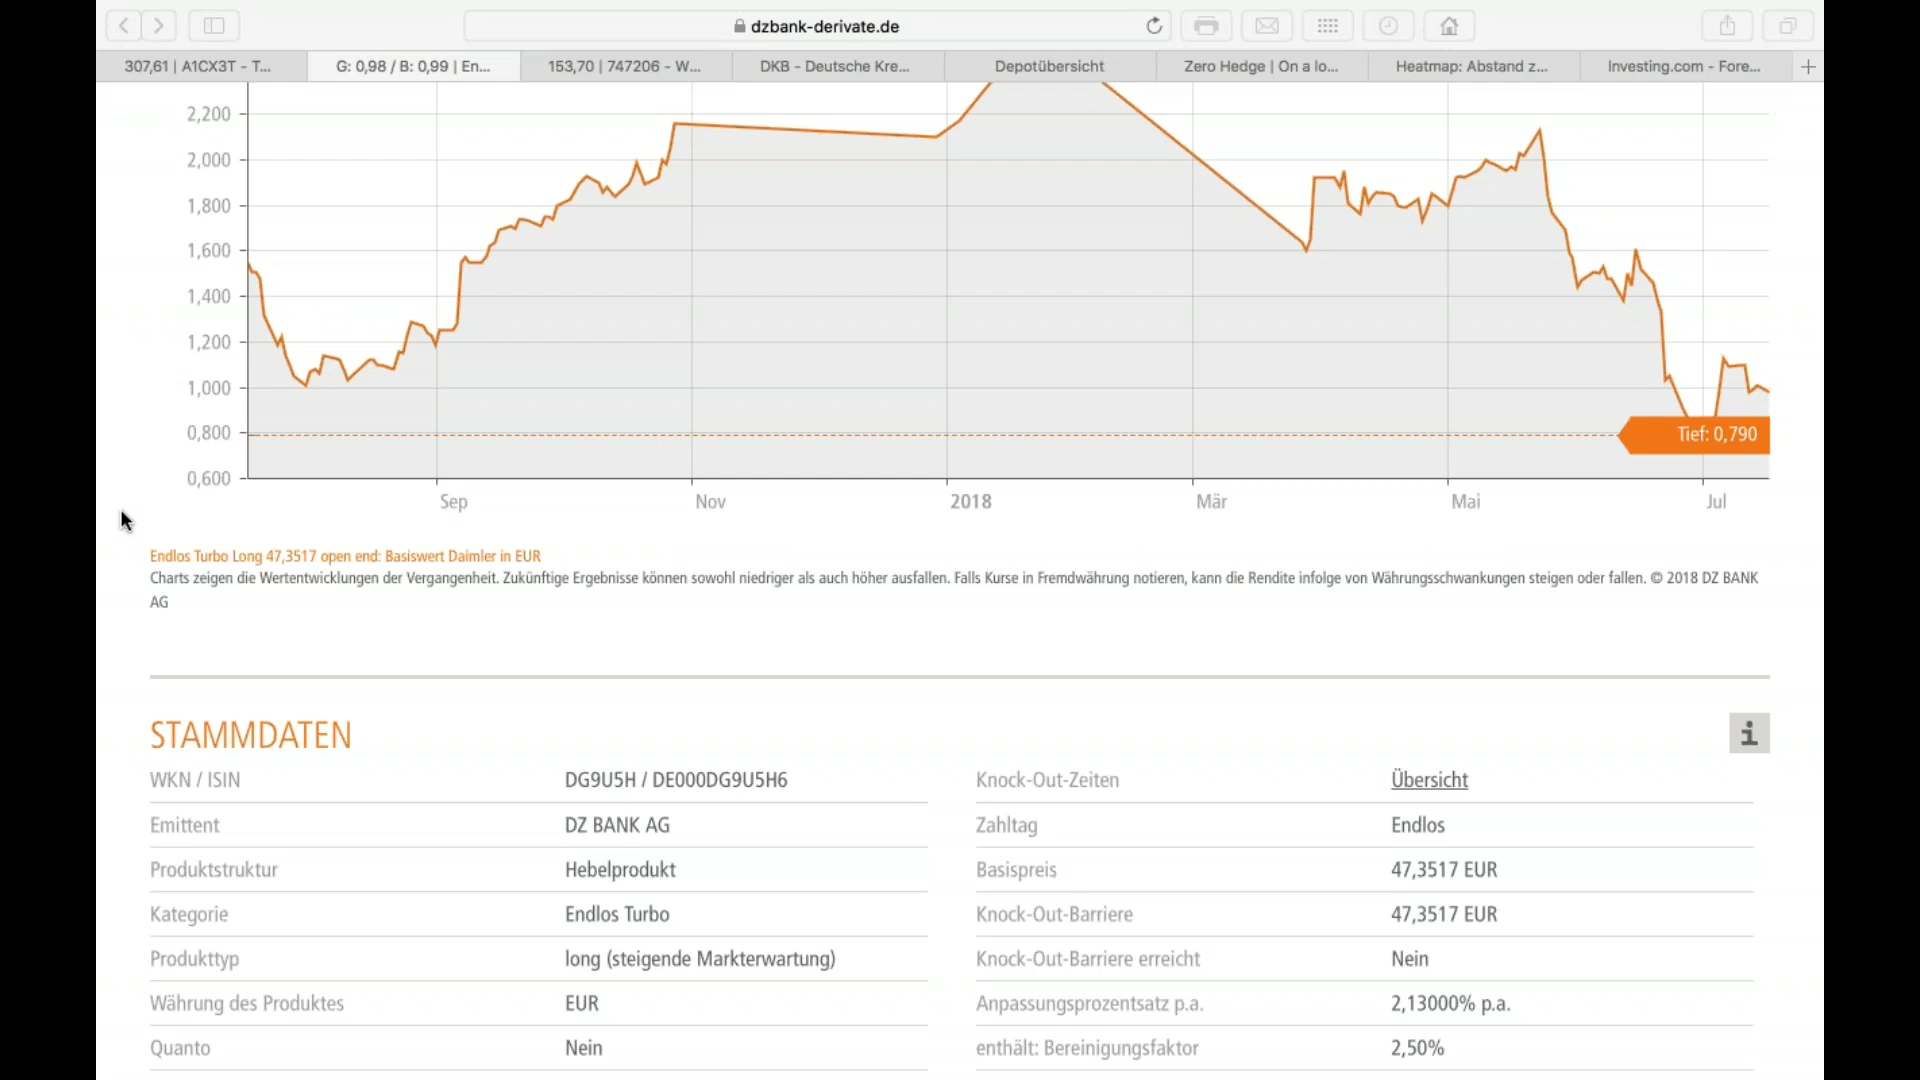 dzbank-derivate.de
307,61 | A1CX3T - T...
G: 0,98 / B: 0,99 | En...
153,70 | 747206 - W...
DKB - Deutsche Kre...
Depotübersicht
Zero Hedge | On a lo...
Heatmap: Abstand z...
Investing.com - Fore...
2,200
2,000
1,800
1,600
1,400
1,200
1,000
0,800
0,600
Tief: 0,790
Sep
Nov
2018
Mär
Mai
Jul
Endlos Turbo Long 47,3517 open end: Basiswert Daimler in EUR
Charts zeigen die Wertentwicklungen der Vergangenheit. Zukünftige Ergebnisse können sowohl niedriger als auch höher ausfallen. Falls Kurse in Fremdwährung notieren, kann die Rendite infolge von Währungsschwankungen steigen oder fallen. © 2018 DZ BANK
AG
STAMMDATEN
i
WKN / ISIN
DG9U5H / DE000DG9U5H6
Knock-Out-Zeiten
Übersicht
Emittent
DZ BANK AG
Zahltag
Endlos
Produktstruktur
Hebelprodukt
Basispreis
47,3517 EUR
Kategorie
Endlos Turbo
Knock-Out-Barriere
47,3517 EUR
Produkttyp
long (steigende Markterwartung)
Knock-Out-Barriere erreicht
Nein
Währung des Produktes
EUR
Anpassungsprozentsatz p.a.
2,13000% p.a.
Quanto
Nein
enthält: Bereinigungsfaktor
2,50%